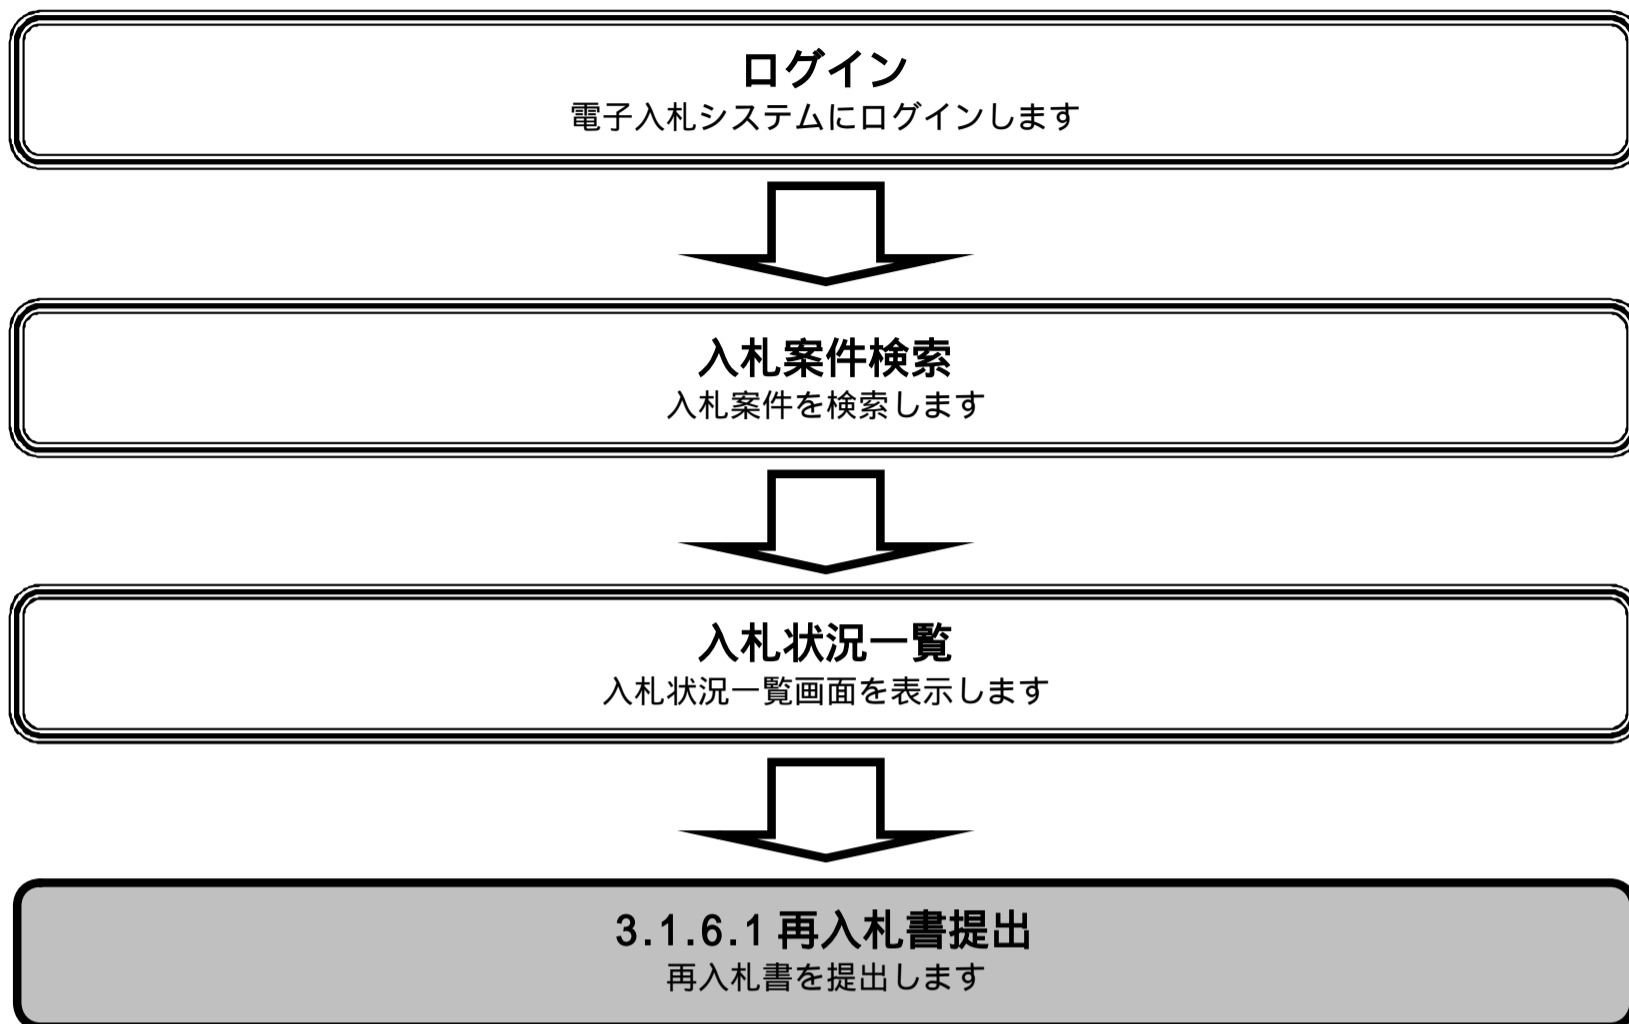 ログイン
電子入札システムにログインします
入札案件検索
入札案件を検索します
入札状況一覧
入札状況一覧画面を表示します
3.1.6.1 再入札書提出
再入札書を提出します